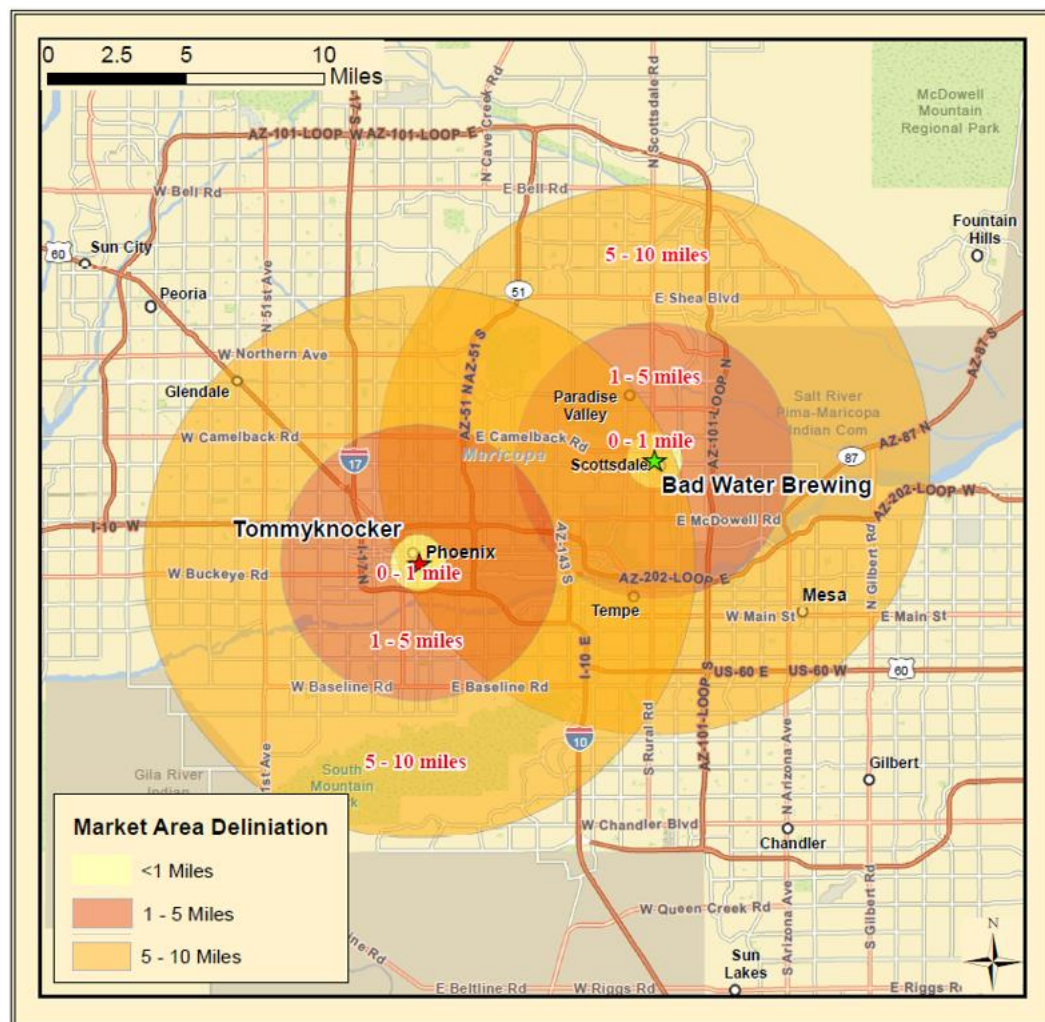 0 2.5 5 10
Miles
I-17 S
N Cave Creek Rd
N Scottsdale Rd
McDowell
Mountain
Regional Park
AZ-101-LOOP W
AZ-101-LOOP E
W Bell Rd
E Bell Rd
Fountain
Hills
60
Sun City
5 - 10 miles
Peoria
51
E Shea Blvd
N 51st Ave
AZ-51 S
AZ-51 N
AZ-87 S
W Northern Ave
AZ-101-LOOP N
Glendale
1 - 5 miles
Paradise
Valley
Salt River
Pima-Maricopa
Indian Com
W Camelback Rd
E Camelback Rd
0 - 1 mile
AZ-87 N
Maricopa
17
87
Scottsdale
Bad Water Brewing
AZ-202-LOOP W
I-10 W
Tommyknocker
E McDowell Rd
AZ-143 S
I-17 N
Phoenix
N Gilbert Rd
W Buckeye Rd
0 - 1 mile
AZ-202-LOOP E
Tempe
W Main St
Mesa
E Main St
1 - 5 miles
I-10 E
US-60 E
US-60 W
60
W Baseline Rd
E Baseline Rd
AZ-101-LOOP S
S Rural Rd
10
5 - 10 miles
South
Mountain
Gila River
Indian
1st Ave
N Arizona Ave
Gilbert
W Chandler Blvd
Chandler
Market Area Deliniation
<1 Miles
1 - 5 Miles
5 - 10 Miles
W Queen Creek Rd
S Arizona Ave
S Gilbert Rd
N
Sun
Lakes
ine Rd
E Beltline Rd
W Riggs Rd
E Riggs R